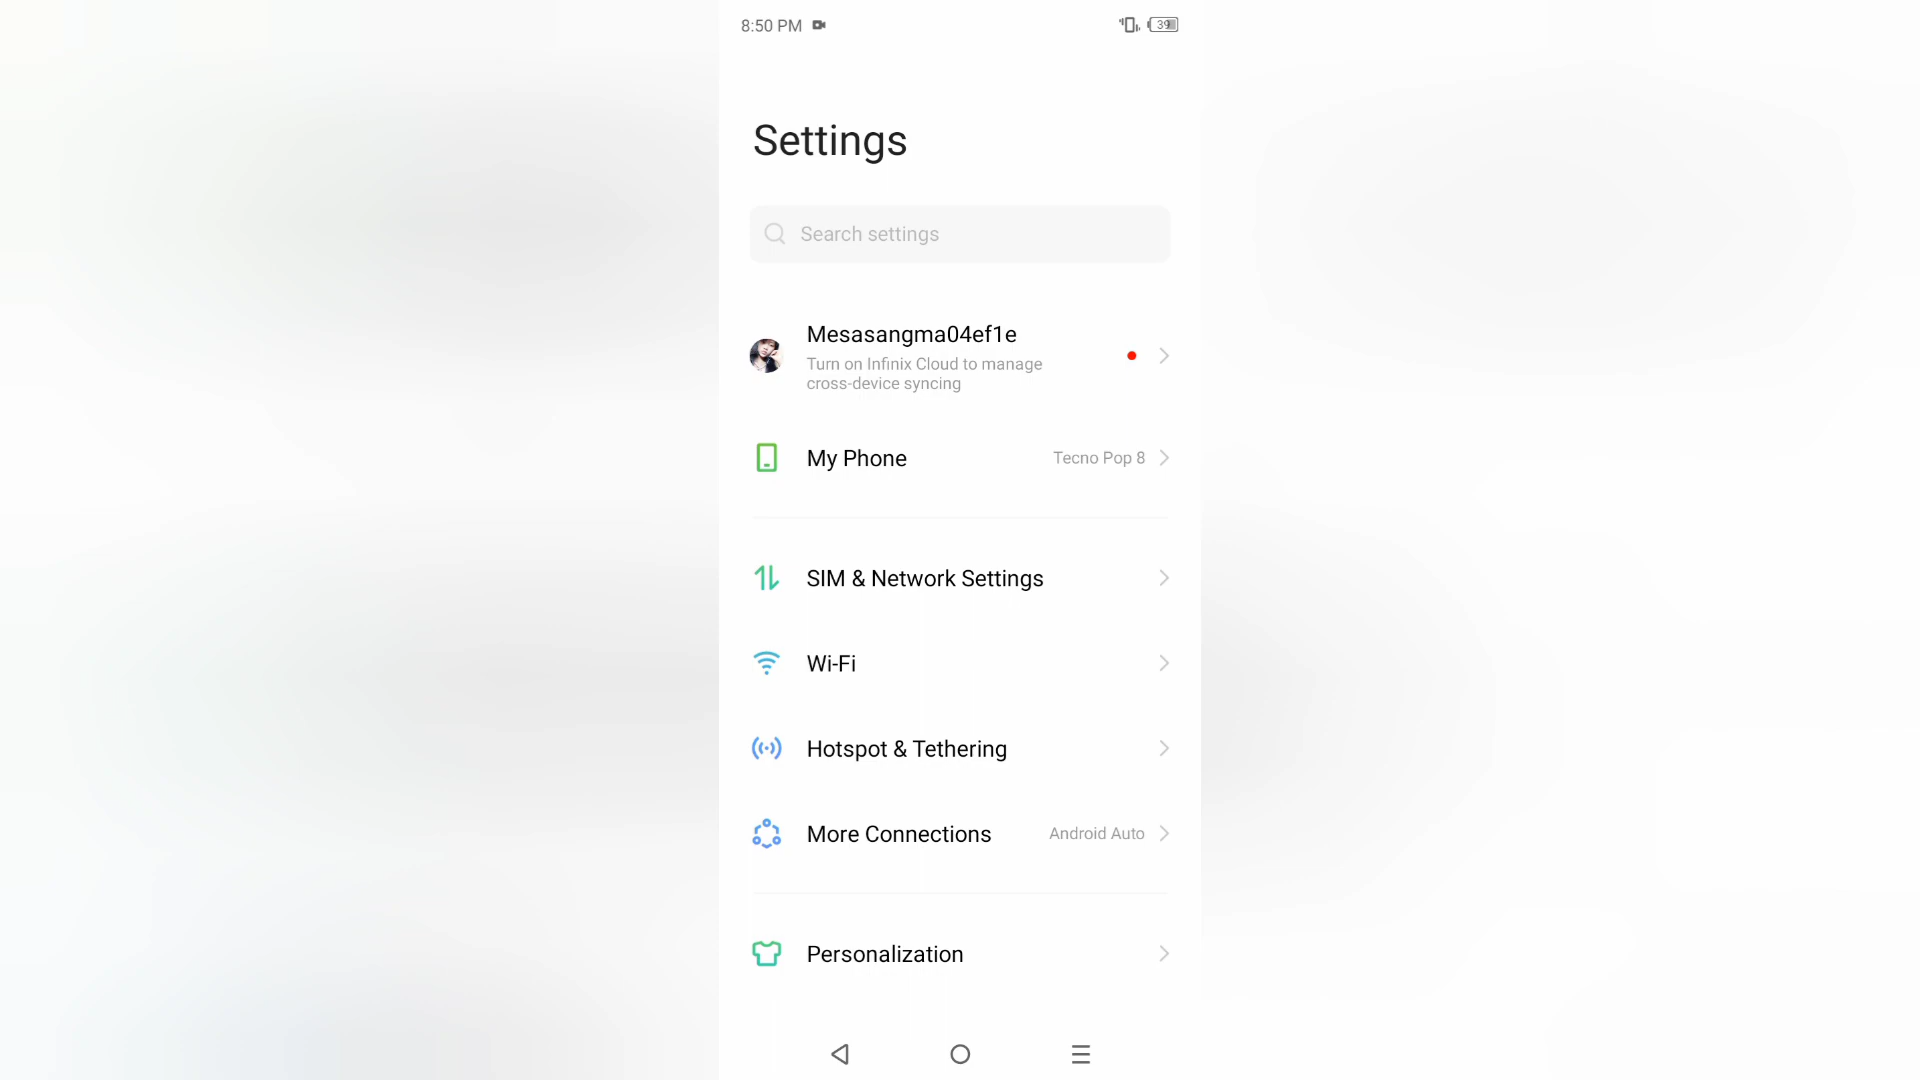 8:50 PM
39
Settings
Search settings
Mesasangma04ef1e
Turn on Infinix Cloud to manage
cross-device syncing
My Phone
Tecno Pop 8
SIM & Network Settings
Wi-Fi
Hotspot & Tethering
More Connections
Android Auto
Personalization